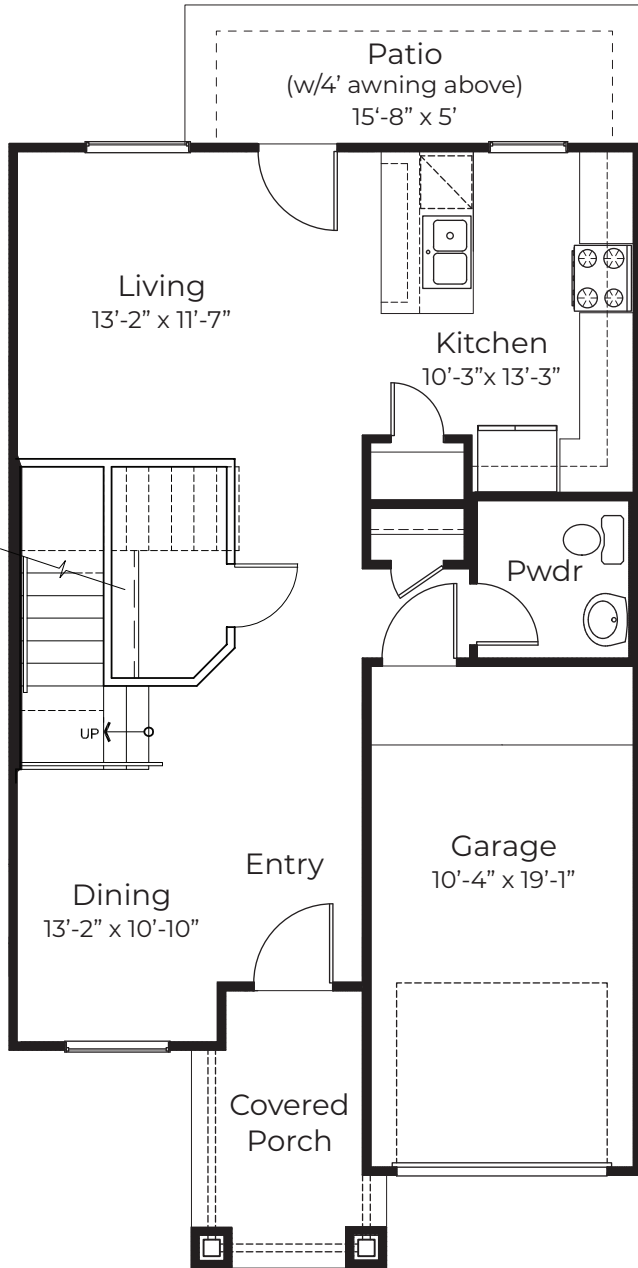 Patio
(w/4’ awning above)
15‘-8” x 5’
Living
13’-2” x 11’-7”
Kitchen
10’-3”x 13’-3”
Pwdr
UP
Entry
Garage
10’-4” x 19’-1”
Dining
13’-2” x 10’-10”
Covered
Porch